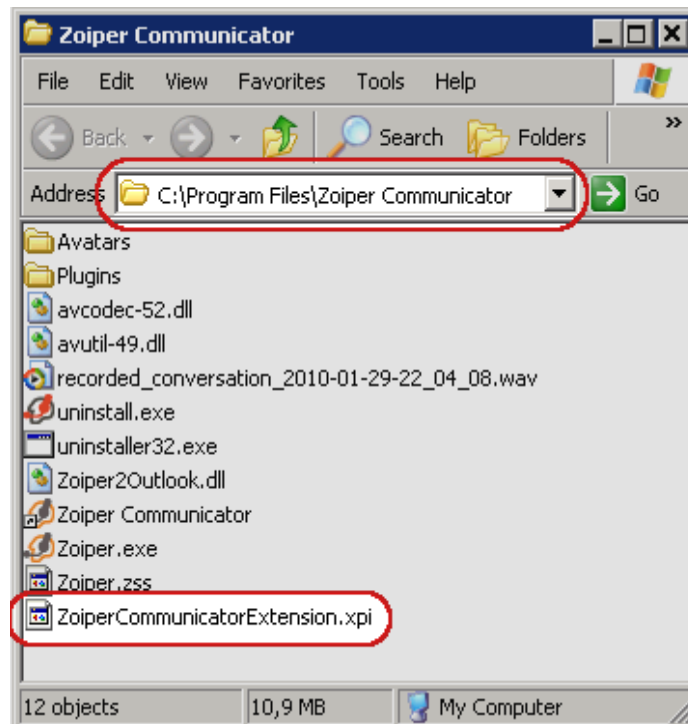 Zoiper Communicator
File Edit View Favorites Tools Help
Back Search Folders »
Address C:\Program Files\Zoiper Communicator Go
Avatars
Plugins
avcodec-52.dll
avutil-49.dll
recorded_conversation_2010-01-29-22_04_08.wav
uninstall.exe
uninstaller32.exe
Zoiper2Outlook.dll
Zoiper Communicator
Zoiper.exe
Zoiper.zss
ZoiperCommunicatorExtension.xpi
12 objects 10,9 MB My Computer